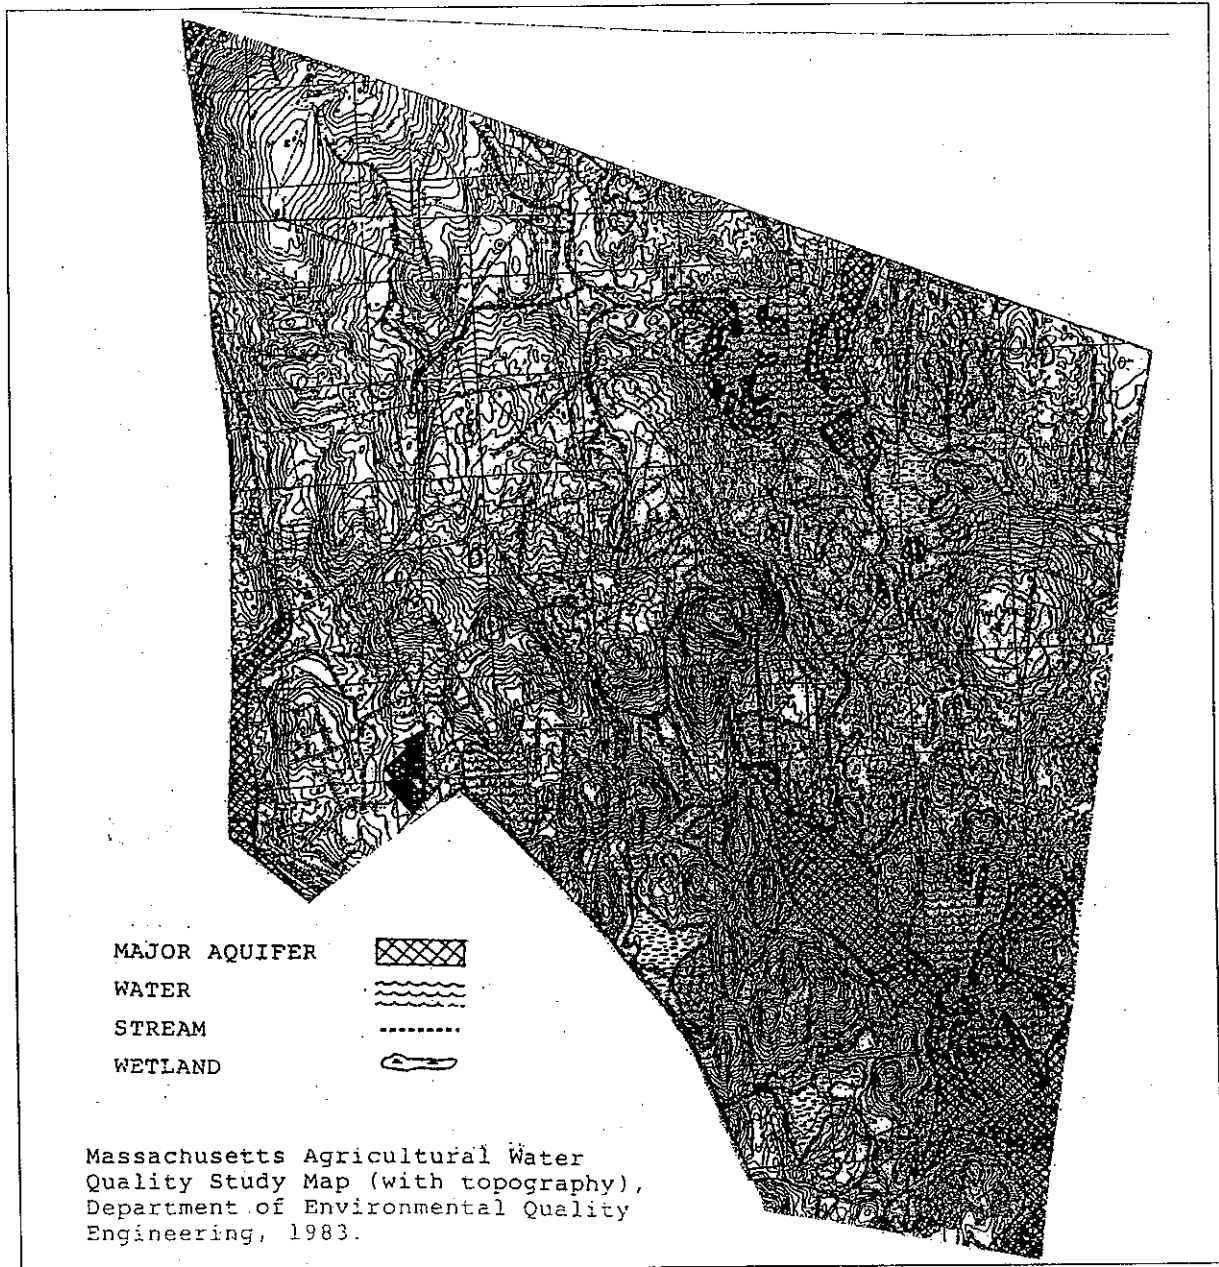 MAJOR AQUIFER
WATER
STREAM
WETLAND
Massachusetts Agricultural Water
Quality Study Map (with topography),
Department of Environmental Quality
Engineering, 1983.